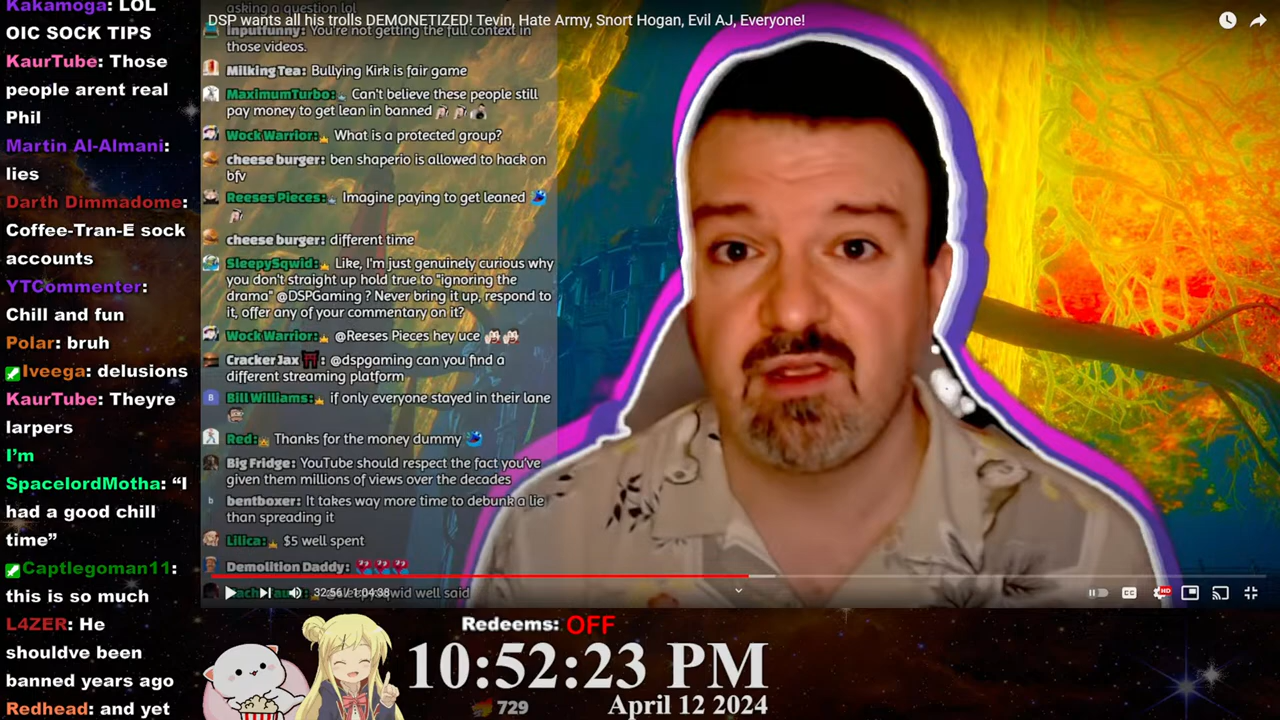 Kakamoga: LOL
OIC SOCK TIPS
KaurTube: Those
people arent real
Phil
Martin Al-Almani:
lies
Darth Dimmadome:
Coffee-Tran-E sock
accounts
YTCommenter:
Chill and fun
Polar: bruh
Iveega: delusions
KaurTube: Theyre
larpers
I’m
SpacelordMotha: “I
had a good chill
time”
Captlegoman11:
this is so much
L4ZER: He
shouldve been
banned years ago
Redhead: and yet
asking a question lol
DSP wants all his trolls DEMONETIZED! Tevin, Hate Army, Snort Hogan, Evil AJ, Everyone!
Inputfunny: You're not getting the full context in
those videos.
MilkingTea: Bullying Kirk is fair game
MaximumTurbo: Can't believe these people still
pay money to get lean in banned
Wock Warrior: What is a protected group?
cheese burger: ben shaperio is allowed to hack on
bfv
Reeses Pieces: Imagine paying to get leaned
cheese burger: different time
SleepySqwid: Like, I'm just genuinely curious why
you don't straight up hold true to "ignoring the
drama" @DSPGaming ? Never bring it up, respond to
it, offer any of your commentary on it?
Wock Warrior: @Reeses Pieces hey uce
CrackerJax: @dspgaming can you find a
different streaming platform
B Bill Williams: if only everyone stayed in their lane
Red: Thanks for the money dummy
Big Fridge: YouTube should respect the fact you've
given them millions of views over the decades
b bentboxer: It takes way more time to debunk a lie
than spreading it
Lilica: $5 well spent
Demolition Daddy:
well said
32:56 / 1:04:38
CC
HD
Redeems: OFF
10:52:23 PM
729
April 12 2024